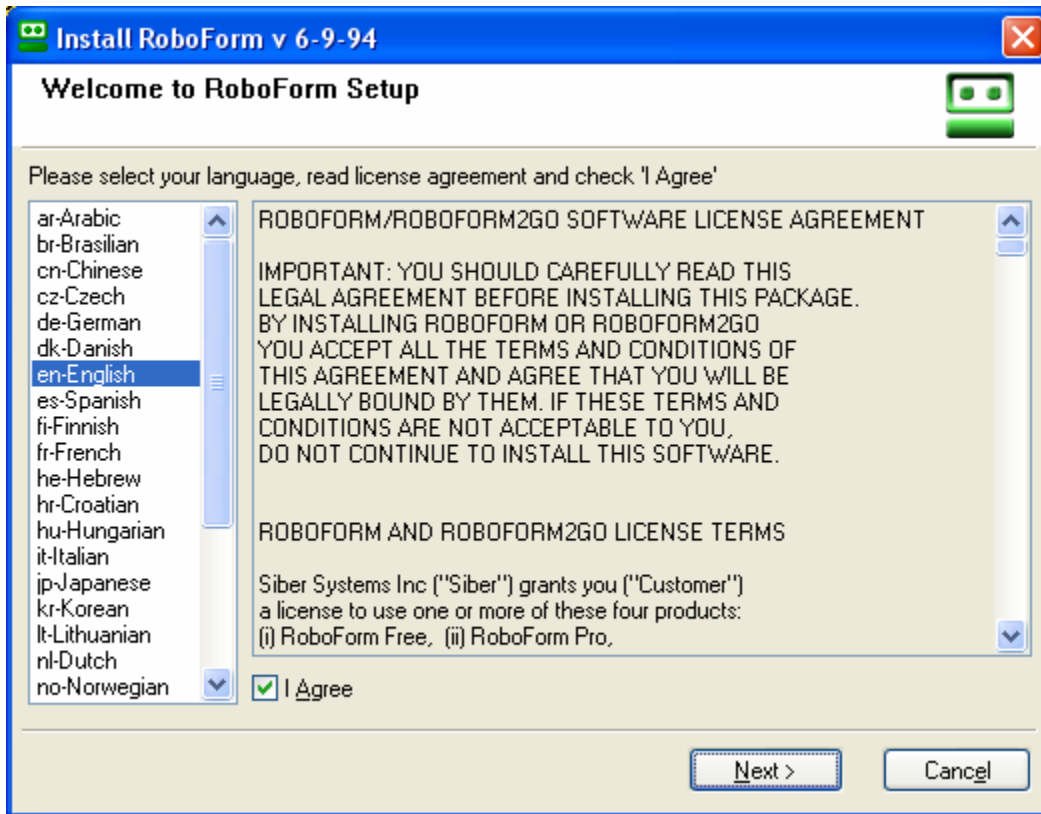 Install RoboForm v 6-9-94
Welcome to RoboForm Setup
Please select your language, read license agreement and check 'I Agree'
ar-Arabic
br-Brasilian
cn-Chinese
cz-Czech
de-German
dk-Danish
en-English
es-Spanish
fi-Finnish
fr-French
he-Hebrew
hr-Croatian
hu-Hungarian
it-Italian
jp-Japanese
kr-Korean
lt-Lithuanian
nl-Dutch
no-Norwegian
ROBOFORM/ROBOFORM2GO SOFTWARE LICENSE AGREEMENT
IMPORTANT: YOU SHOULD CAREFULLY READ THIS
LEGAL AGREEMENT BEFORE INSTALLING THIS PACKAGE.
BY INSTALLING ROBOFORM OR ROBOFORM2GO
YOU ACCEPT ALL THE TERMS AND CONDITIONS OF
THIS AGREEMENT AND AGREE THAT YOU WILL BE
LEGALLY BOUND BY THEM. IF THESE TERMS AND
CONDITIONS ARE NOT ACCEPTABLE TO YOU,
DO NOT CONTINUE TO INSTALL THIS SOFTWARE.
ROBOFORM AND ROBOFORM2GO LICENSE TERMS
Siber Systems Inc ("Siber") grants you ("Customer")
a license to use one or more of these four products:
(i) RoboForm Free, (ii) RoboForm Pro,
I Agree
Next >
Cancel